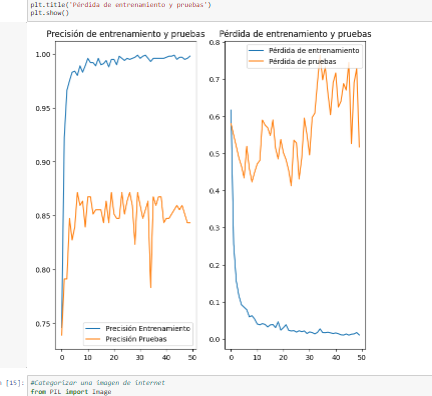 plt.title('Pérdida de entrenamiento y pruebas')
plt.show()
Precisión de entrenamiento y pruebas
Pérdida de entrenamiento y pruebas
1.00
0.95
0.90
0.85
0.80
0.75
0 10 20 30 40 50
Precisión Entrenamiento
Precisión Pruebas
0.8
0.7
0.6
0.5
0.4
0.3
0.2
0.1
0.0
0 10 20 30 40 50
Pérdida de entrenamiento
Pérdida de pruebas
[15]:
#Categorizar una imagen de internet
from PIL import Image